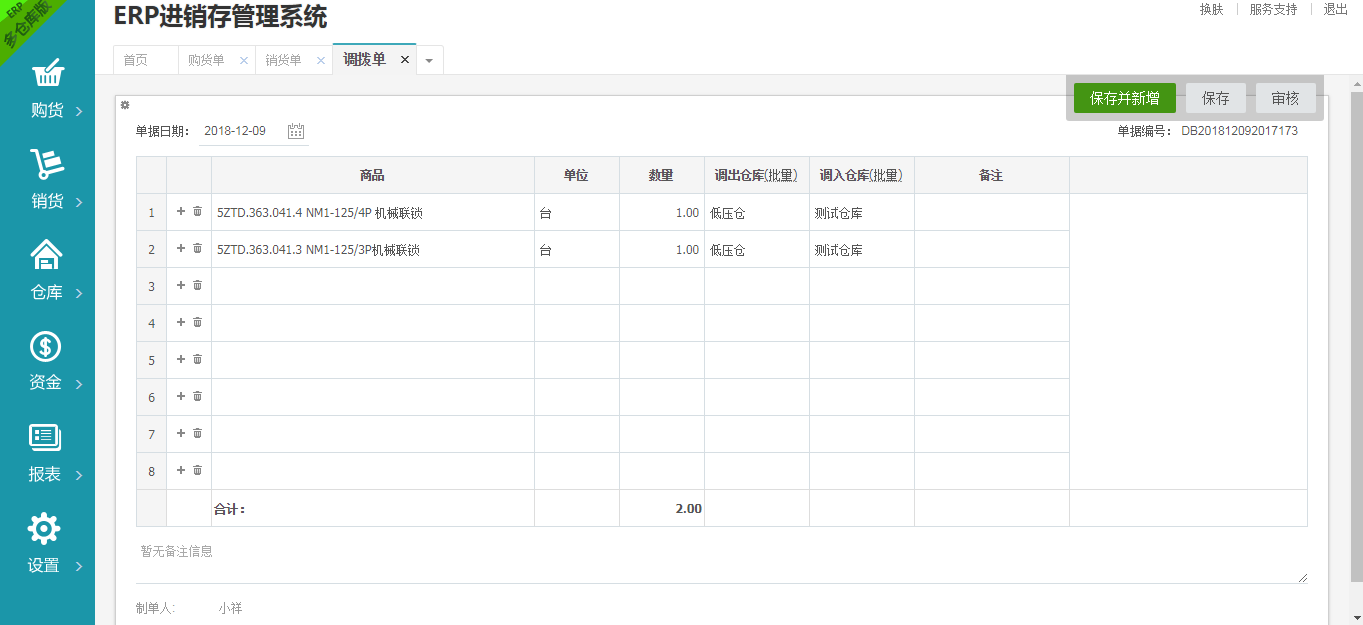 ERP
多仓库版
ERP进销存管理系统
换肤 服务支持 退出
首页 购货单 销货单 调拨单
保存并新增 保存 审核
购货
销货
仓库
资金
报表
设置
单据日期： 2018-12-09
单据编号： DB201812092017173
商品 单位 数量 调出仓库(批量) 调入仓库(批量) 备注
1 5ZTD.363.041.4 NM1-125/4P 机械联锁 台 1.00 低压仓 测试仓库
2 5ZTD.363.041.3 NM1-125/3P机械联锁 台 1.00 低压仓 测试仓库
3
4
5
6
7
8
合计： 2.00
暂无备注信息
制单人: 小祥